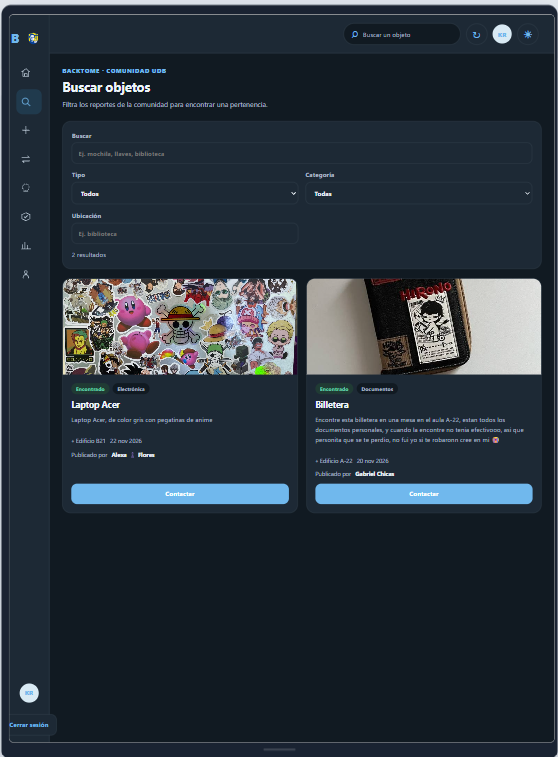 B
Buscar un objeto
KB
BACKTOME · COMUNIDAD UDB
Buscar objetos
Filtra los reportes de la comunidad para encontrar una pertenencia.
Buscar
Ej. mochila, llaves, biblioteca
Tipo
Categoría
Todos
Todas
Ubicación
Ej. biblioteca
2 resultados
Encontrado
Electrónica
Laptop Acer
Laptop Acer, de color gris con pegatinas de anime
Edificio B21 22 nov 2026
Publicado por Alexa Flores
Contactar
HIRONO
Encontrado
Documentos
Billetera
Encontre esta billetera en una mesa en el aula A-22, estan todos los
documentos personales, y cuando la encontre no tenia efectivooo, asi que
personita que se te perdio, no fui yo si te robaronn cree en mi
Edificio A-22 20 nov 2026
Publicado por Gabriel Chicas
Contactar
KB
Cerrar sesión